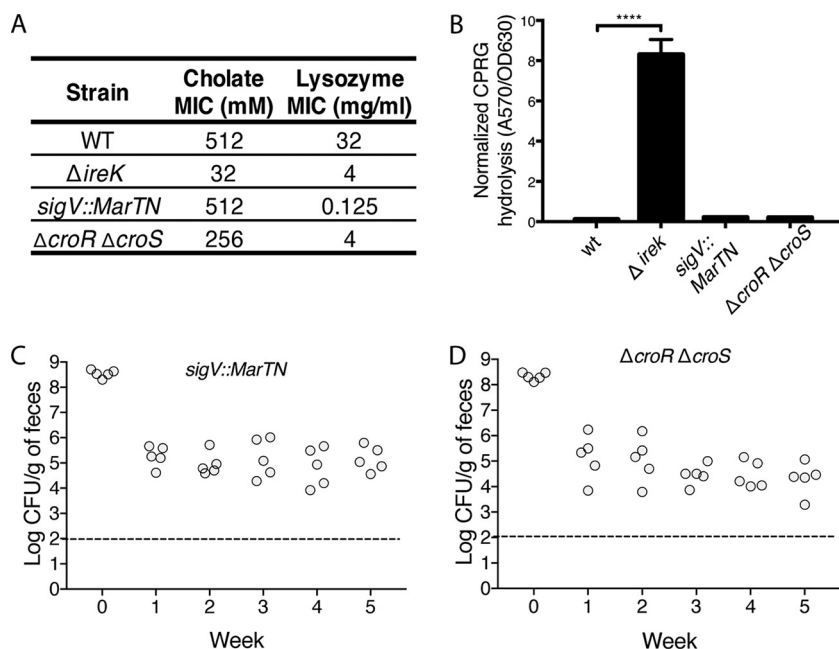 A
Strain Cholate MIC (mM) Lysozyme MIC (mg/ml)
WT 512 32
ΔireK 32 4
sigV::MarTN 512 0.125
ΔcroR ΔcroS 256 4
B
Normalized CPRG
hydrolysis (A570/OD630)
10
8
6
4
2
0
****
wt
Δ irek
sigV::
MarTN
ΔcroR ΔcroS
C
sigV::MarTN
Log CFU/g of feces
9
8
7
6
5
4
3
2
1
0
0 1 2 3 4 5
Week
D
ΔcroR ΔcroS
Log CFU/g of feces
9
8
7
6
5
4
3
2
1
0
0 1 2 3 4 5
Week